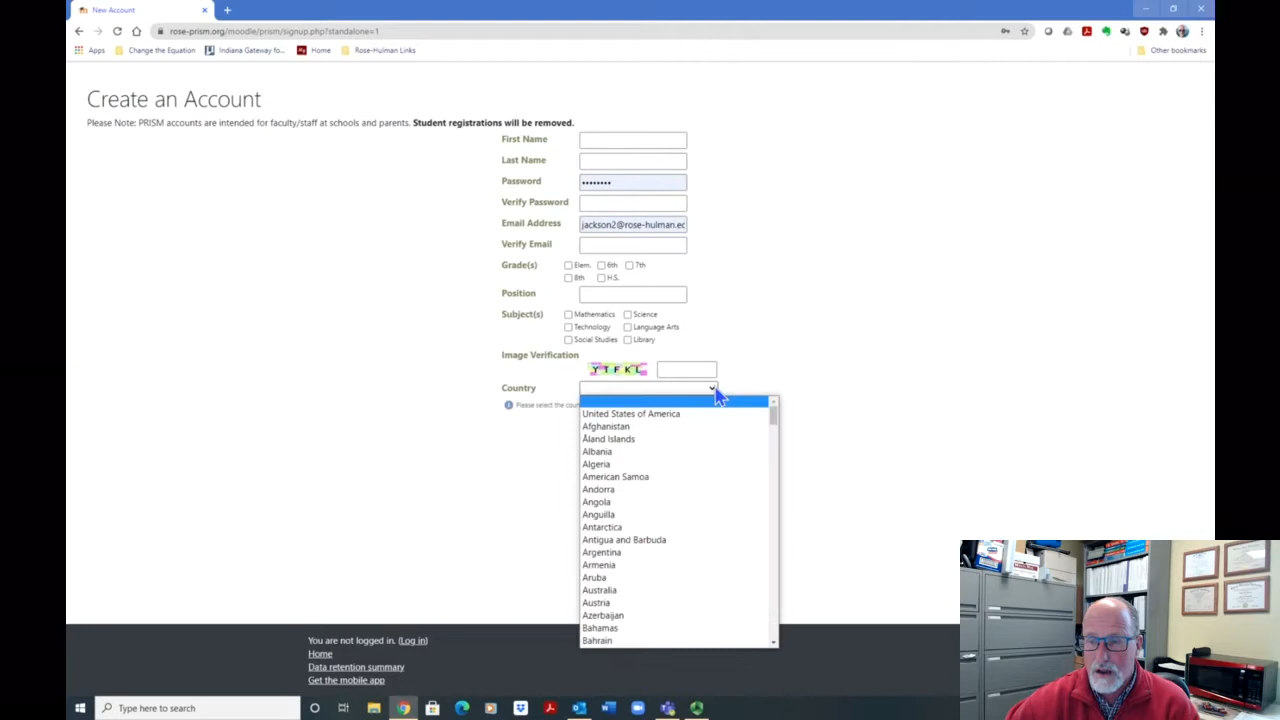 New Account
rose-prism.org/moodle/prism/signup.php?standalone=1
Apps Change the Equation Indiana Gateway fo... Home Rose-Hulman Links Other bookmarks
Create an Account
Please Note: PRISM accounts are intended for faculty/staff at schools and parents. Student registrations will be removed.
First Name
Last Name
Password ••••••••
Verify Password
Email Address jackson2@rose-hulman.ec
Verify Email
Grade(s) Elem. 6th 7th
8th H.S.
Position
Subject(s) Mathematics Science
Technology Language Arts
Social Studies Library
Image Verification
Y T F K L
Country
Please select the cou
United States of America
Afghanistan
Åland Islands
Albania
Algeria
American Samoa
Andorra
Angola
Anguilla
Antarctica
Antigua and Barbuda
Argentina
Armenia
Aruba
Australia
Austria
Azerbaijan
Bahamas
Bahrain
You are not logged in. (Log in)
Home
Data retention summary
Get the mobile app
Type here to search